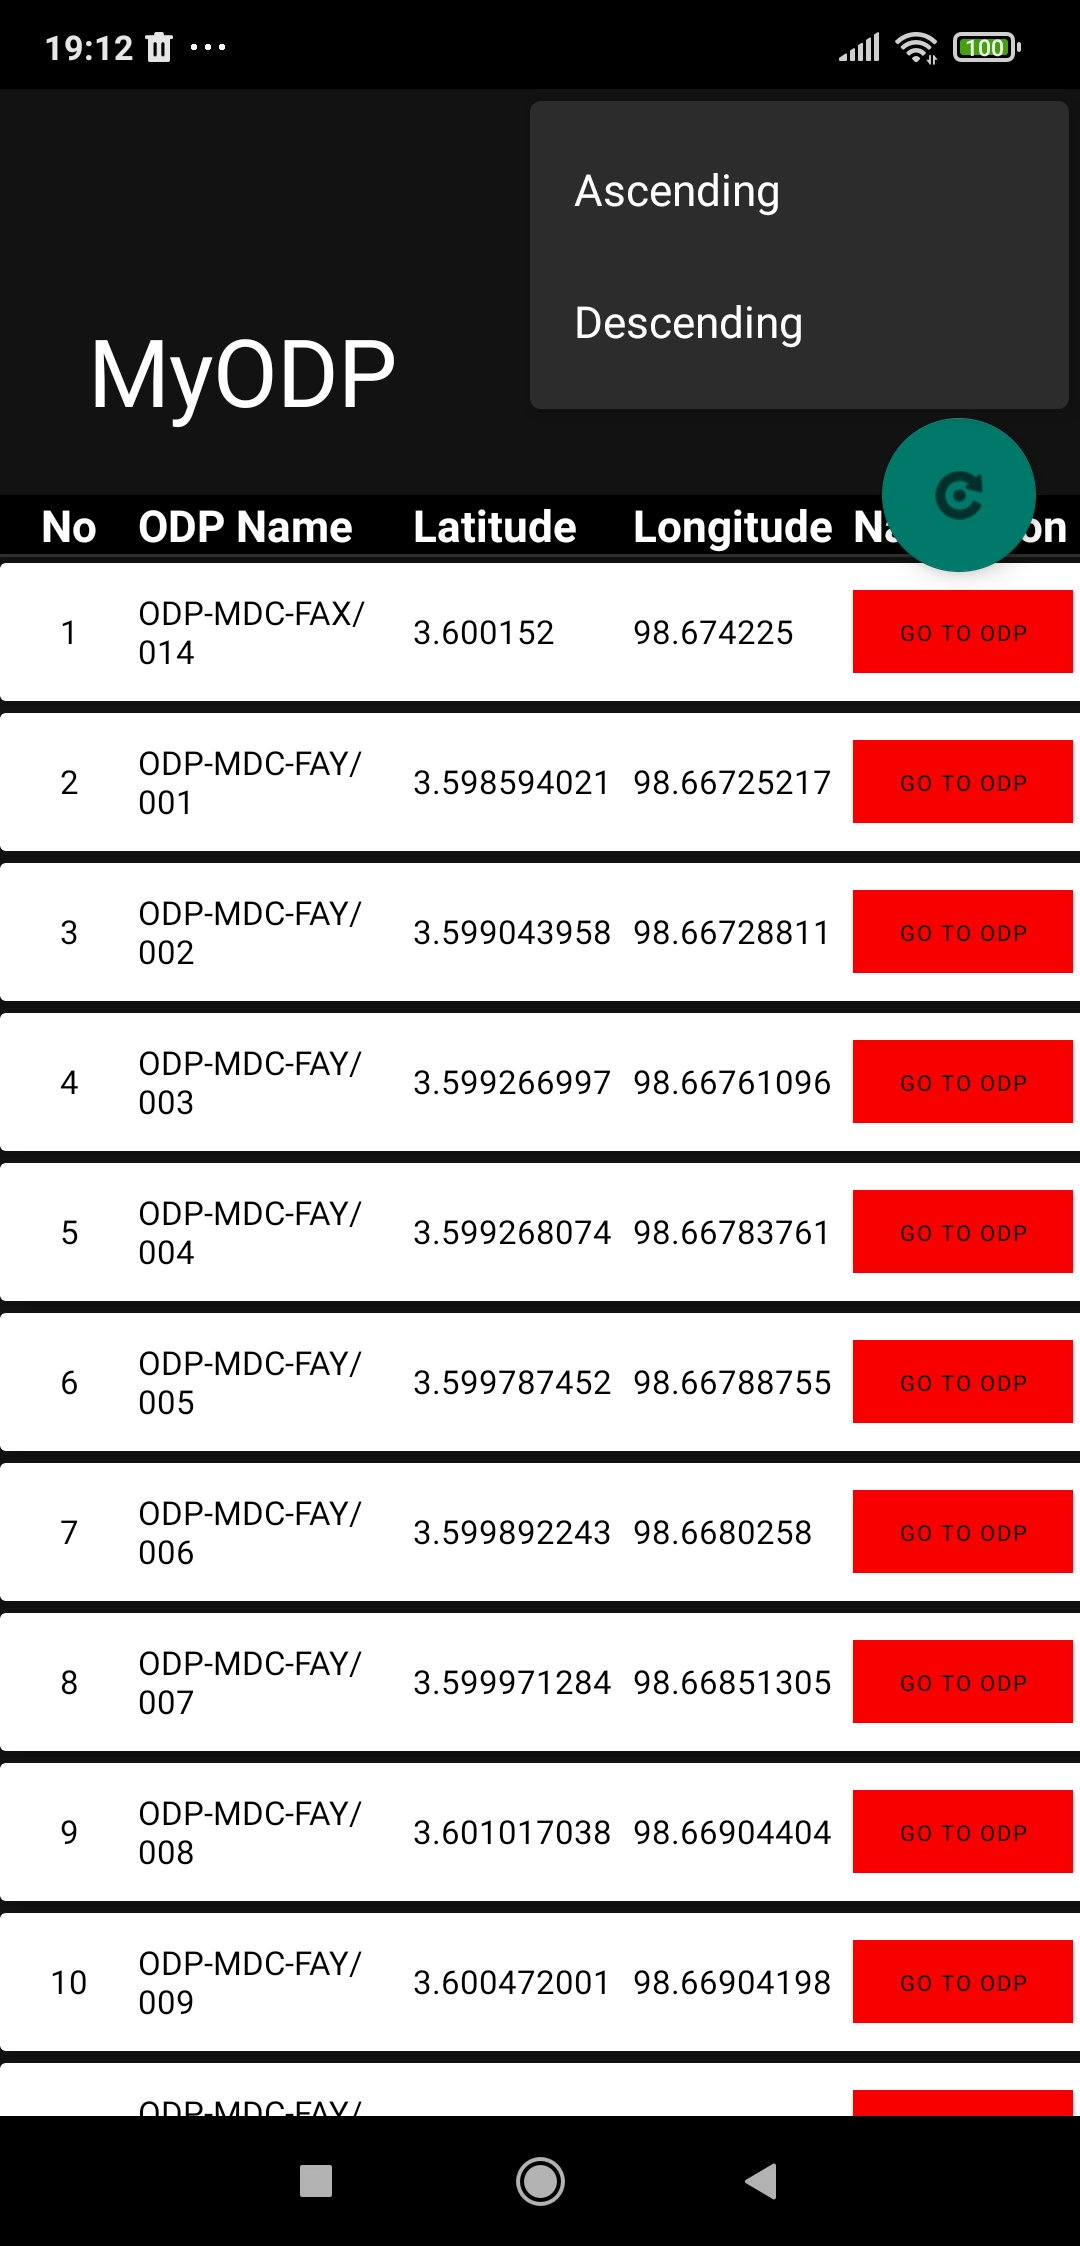 19:12
100
Ascending
Descending
MyODP
No ODP Name Latitude Longitude
1 ODP-MDC-FAX/ 3.600152 98.674225 GO TO ODP
014
2 ODP-MDC-FAY/ 3.598594021 98.66725217 GO TO ODP
001
3 ODP-MDC-FAY/ 3.599043958 98.66728811 GO TO ODP
002
4 ODP-MDC-FAY/ 3.599266997 98.66761096 GO TO ODP
003
5 ODP-MDC-FAY/ 3.599268074 98.66783761 GO TO ODP
004
6 ODP-MDC-FAY/ 3.599787452 98.66788755 GO TO ODP
005
7 ODP-MDC-FAY/ 3.599892243 98.6680258 GO TO ODP
006
8 ODP-MDC-FAY/ 3.599971284 98.66851305 GO TO ODP
007
9 ODP-MDC-FAY/ 3.601017038 98.66904404 GO TO ODP
008
10 ODP-MDC-FAY/ 3.600472001 98.66904198 GO TO ODP
009
ODP-MDC-FAY/